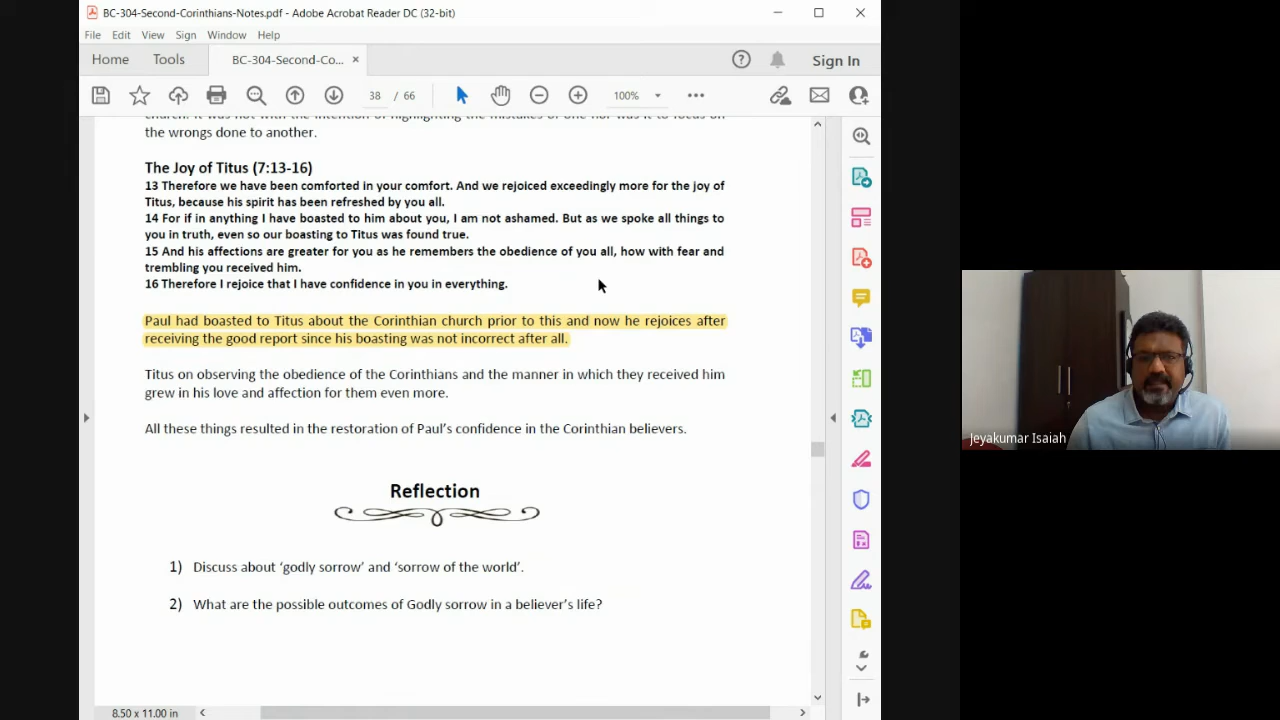 BC-304-Second-Corinthians-Notes.pdf - Adobe Acrobat Reader DC (32-bit)
File Edit View Sign Window Help
Home Tools BC-304-Second-Co... × Sign In
38 / 66 100%
the wrongs done to another.
The Joy of Titus (7:13-16)
13 Therefore we have been comforted in your comfort. And we rejoiced exceedingly more for the joy of
Titus, because his spirit has been refreshed by you all.
14 For if in anything I have boasted to him about you, I am not ashamed. But as we spoke all things to
you in truth, even so our boasting to Titus was found true.
15 And his affections are greater for you as he remembers the obedience of you all, how with fear and
trembling you received him.
16 Therefore I rejoice that I have confidence in you in everything.
Paul had boasted to Titus about the Corinthian church prior to this and now he rejoices after
receiving the good report since his boasting was not incorrect after all.
Titus on observing the obedience of the Corinthians and the manner in which they received him
grew in his love and affection for them even more.
All these things resulted in the restoration of Paul's confidence in the Corinthian believers.
Reflection
1) Discuss about 'godly sorrow' and 'sorrow of the world'.
2) What are the possible outcomes of Godly sorrow in a believer's life?
8.50 x 11.00 in
Jeyakumar Isaiah